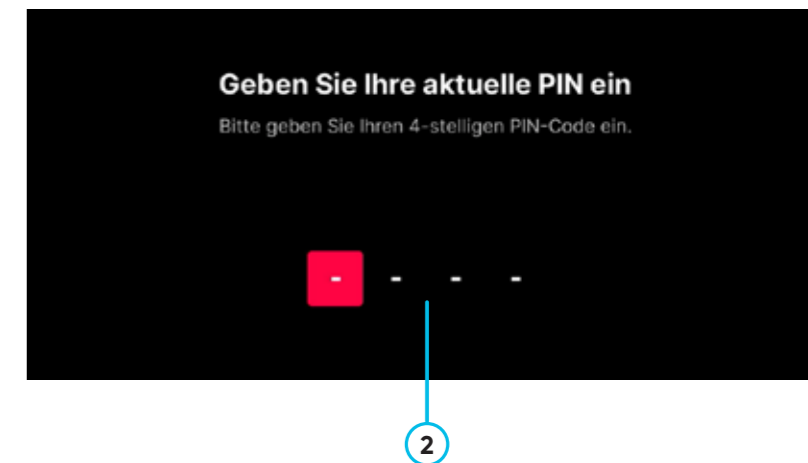 Geben Sie Ihre aktuelle PIN ein
Bitte geben Sie Ihren 4-stelligen PIN-Code ein.
- - - -
2